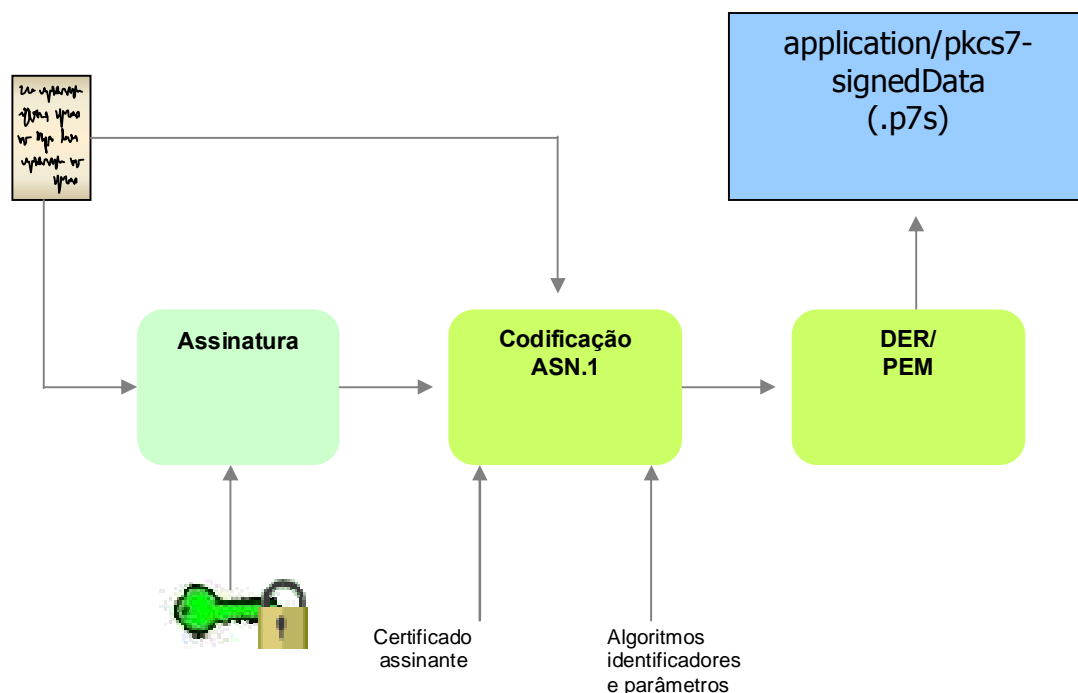 application/pkcs7-
signedData
(.p7s)
Assinatura
Codificação
ASN.1
DER/
PEM
Certificado
assinante
Algoritmos
identificadores
e parâmetros